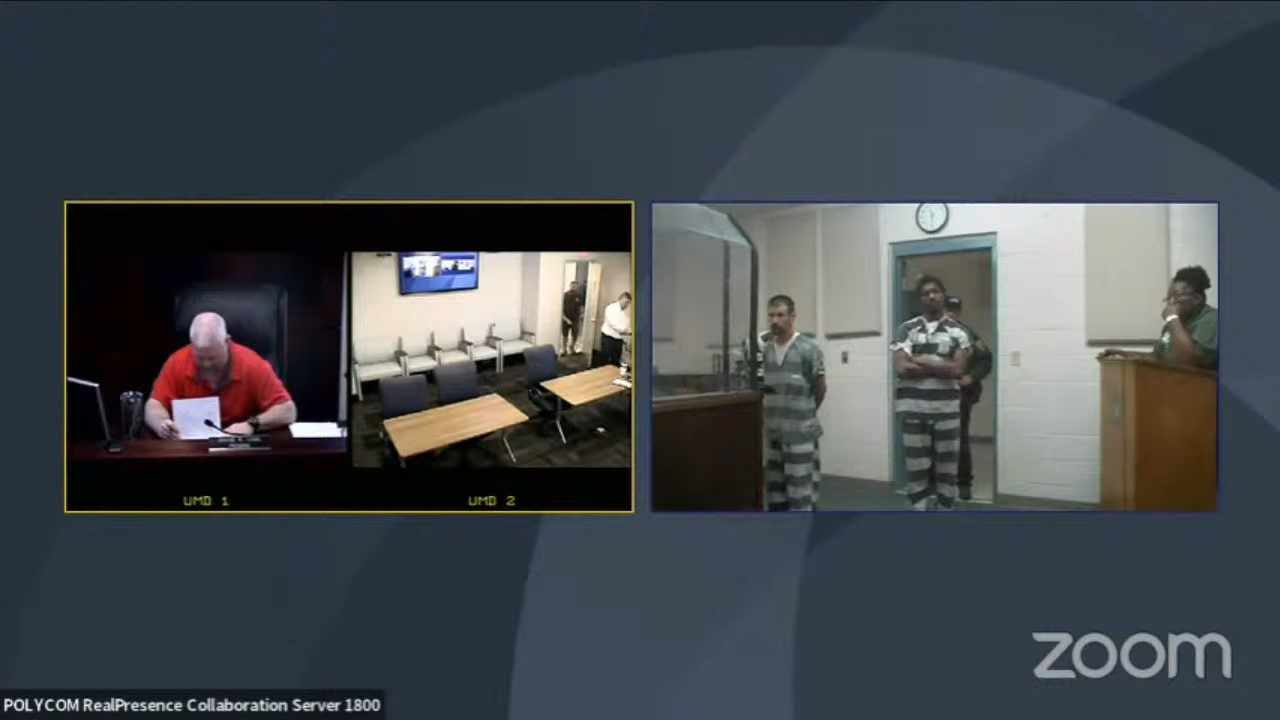 UMD 1
UMD 2
zoom
POLYCOM RealPresence Collaboration Server 1800